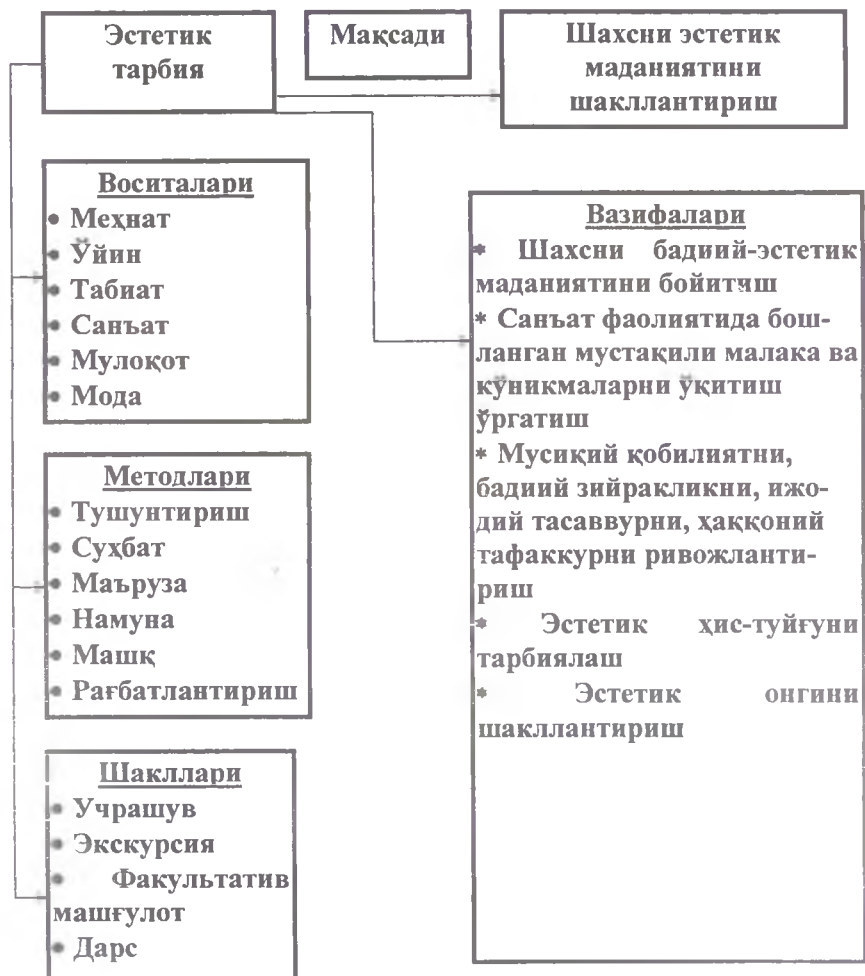 Эстетик
тарбия
Мақсади
Шахсни эстетик
маданиятини
шакллантириш
Воситалари
• Меҳнат
• Ўйин
• Табиат
• Санъат
• Мулоқот
• Мода
Методлари
• Тушунтириш
• Суҳбат
• Маъруза
• Намуна
• Машқ
• Рағбатлантириш
Шакллари
• Учрашув
• Экскурсия
• Факультатив
машғулот
• Дарс
Вазифалари
* Шахсни бадиий-эстетик
маданиятини бойитиш
* Санъат фаолиятида бош-
ланган мустақили малака ва
кўникмаларни ўқитиш
ўргатиш
* Мусиқий қобилиятни,
бадиий зийракликни, ижо-
дий тасаввурни, ҳаққоний
тафаккурни ривожланти-
риш
* Эстетик ҳис-туйғуни
тарбиялаш
* Эстетик онгини
шакллантириш